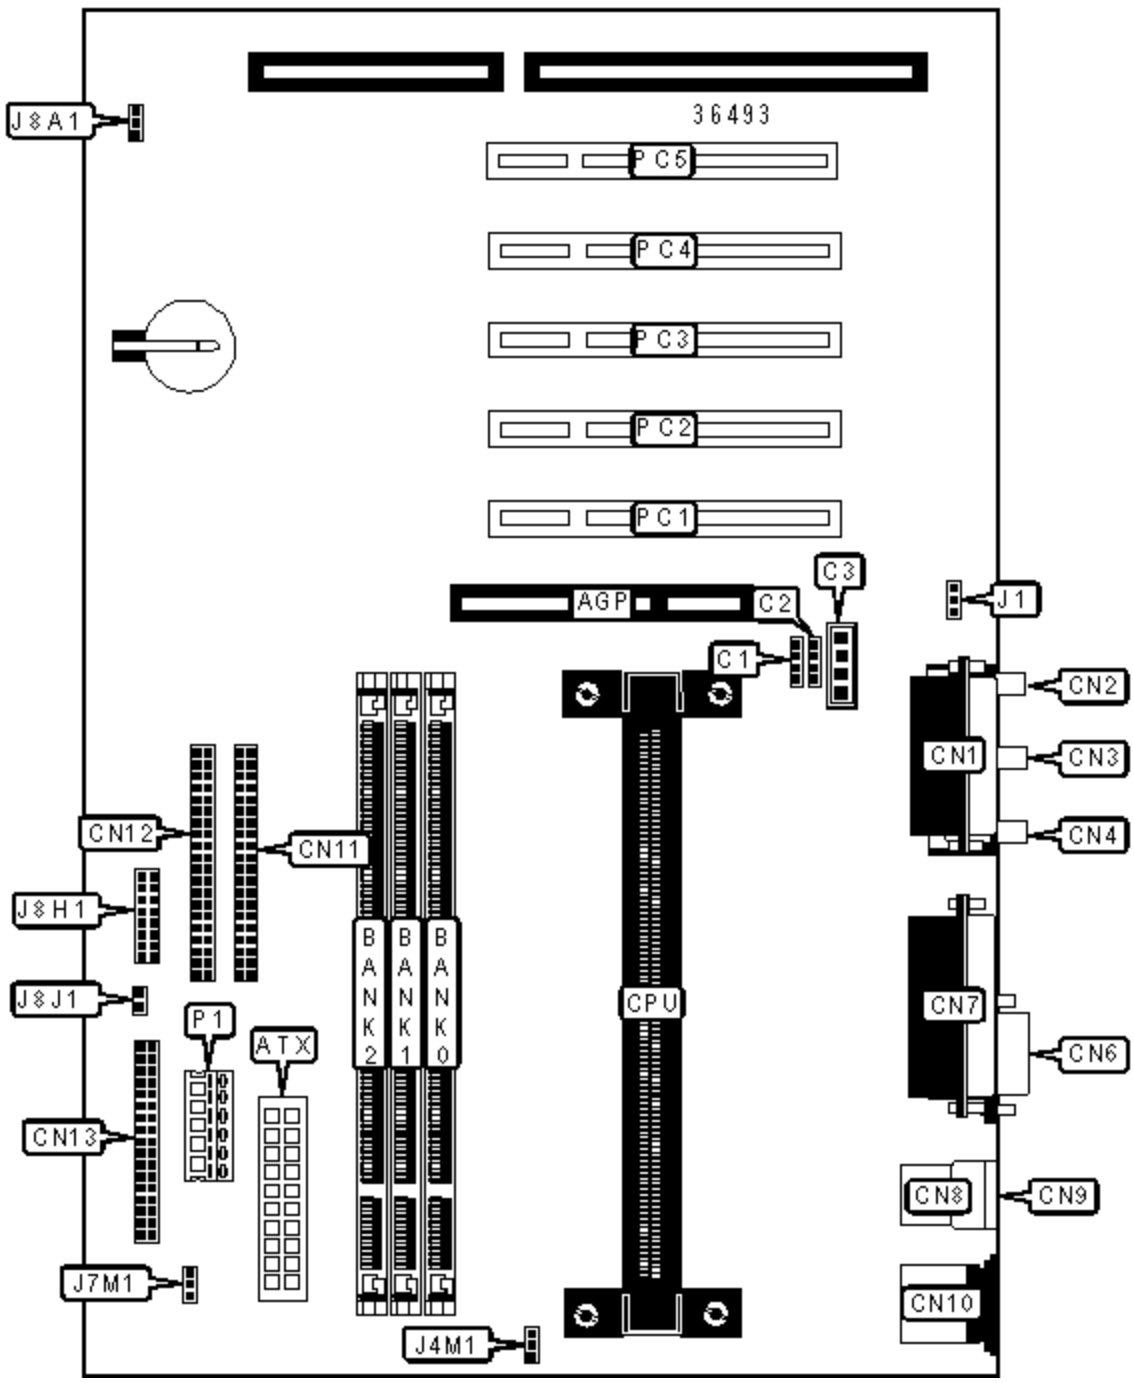 36493
J8A1
PC5
PC4
PC3
PC2
PC1
C3
AGP
C2
J1
C1
CN2
CN1
CN3
CN12
CN11
CN4
J8H1
BANK2
BANK1
BANK0
J8J1
P1
CPU
CN7
ATX
CN6
CN13
CN8
CN9
J7M1
CN10
J4M1